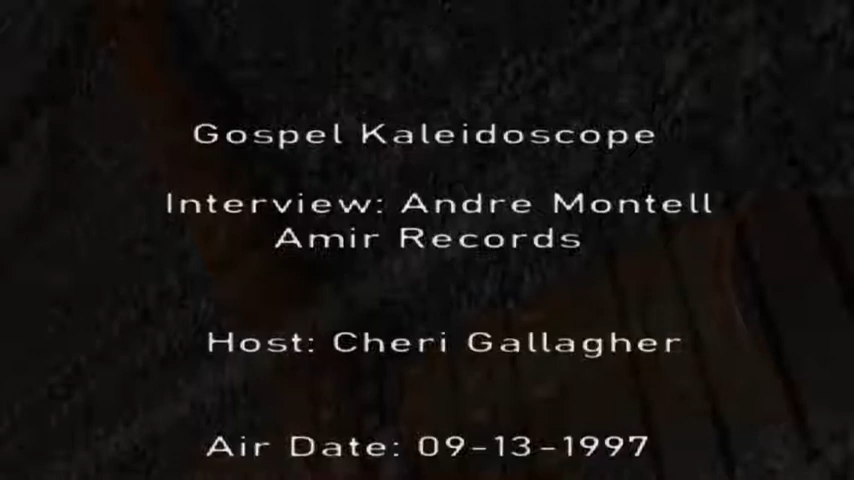 Gospel Kaleidoscope
Interview: Andre Montell
Amir Records
Host: Cheri Gallagher
Air Date: 09-13-1997